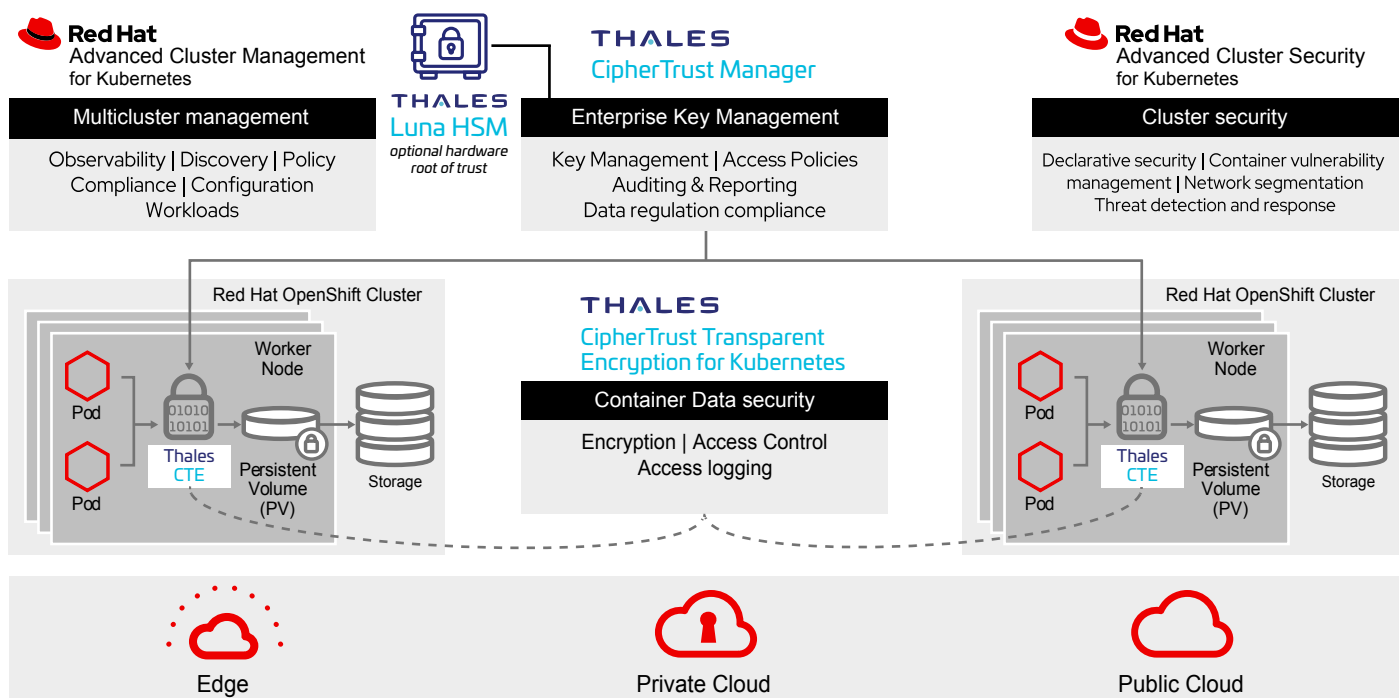 Red Hat
Advanced Cluster Management
for Kubernetes
Multicluster management
Observability | Discovery | Policy
Compliance | Configuration
Workloads
THALES
Luna HSM
optional hardware
root of trust
THALES
CipherTrust Manager
Enterprise Key Management
Key Management | Access Policies
Auditing & Reporting
Data regulation compliance
Red Hat
Advanced Cluster Security
for Kubernetes
Cluster security
Declarative security | Container vulnerability
management | Network segmentation
Threat detection and response
Red Hat OpenShift Cluster
Worker
Node
Pod
Pod
01010
10101
Thales
CTE
Persistent
Volume
(PV)
Storage
THALES
CipherTrust Transparent
Encryption for Kubernetes
Container Data security
Encryption | Access Control
Access logging
Red Hat OpenShift Cluster
Worker
Node
Pod
Pod
01010
10101
Thales
CTE
Persistent
Volume
(PV)
Storage
Edge
Private Cloud
Public Cloud